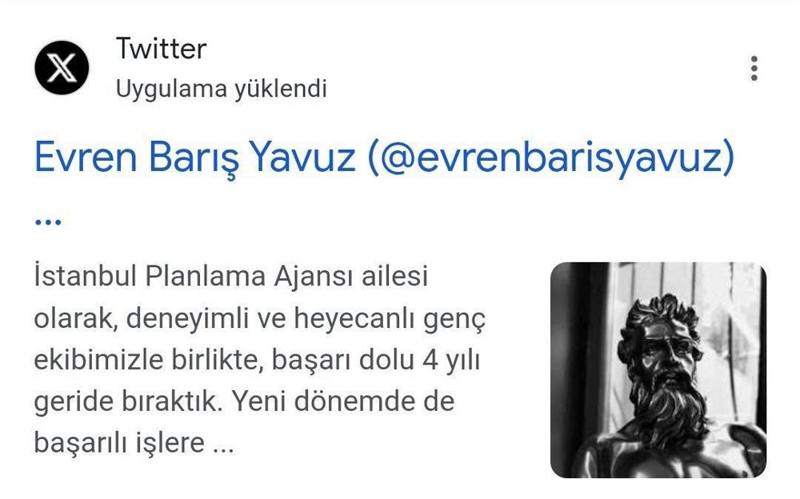 Twitter
Uygulama yüklendi
Evren Barış Yavuz (@evrenbarisyavuz)
...
İstanbul Planlama Ajansı ailesi
olarak, deneyimli ve heyecanlı genç
ekibimizle birlikte, başarı dolu 4 yılı
geride bıraktık. Yeni dönemde de
başarılı işlere ...